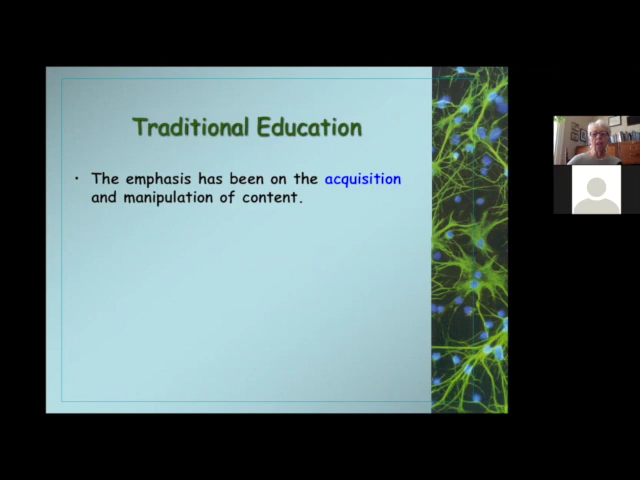 Traditional Education
• The emphasis has been on the acquisition
and manipulation of content.